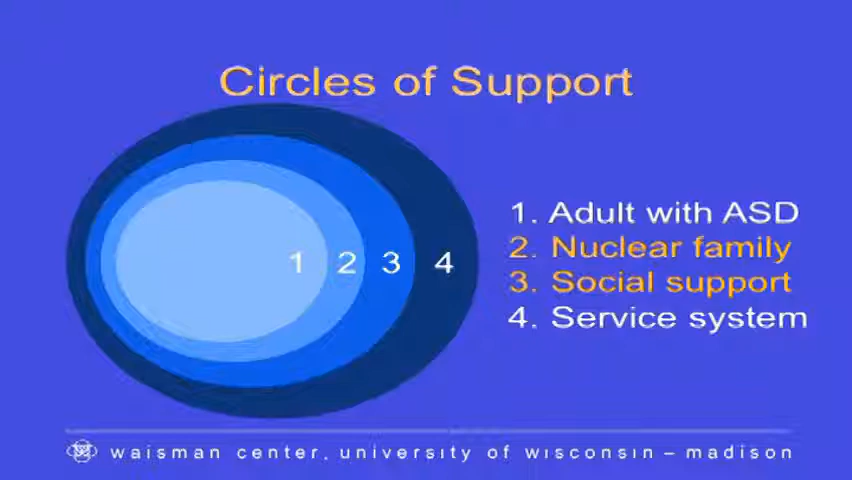 Circles of Support
1 2 3 4
1. Adult with ASD
2. Nuclear family
3. Social support
4. Service system
waisman center, university of wisconsin – madison